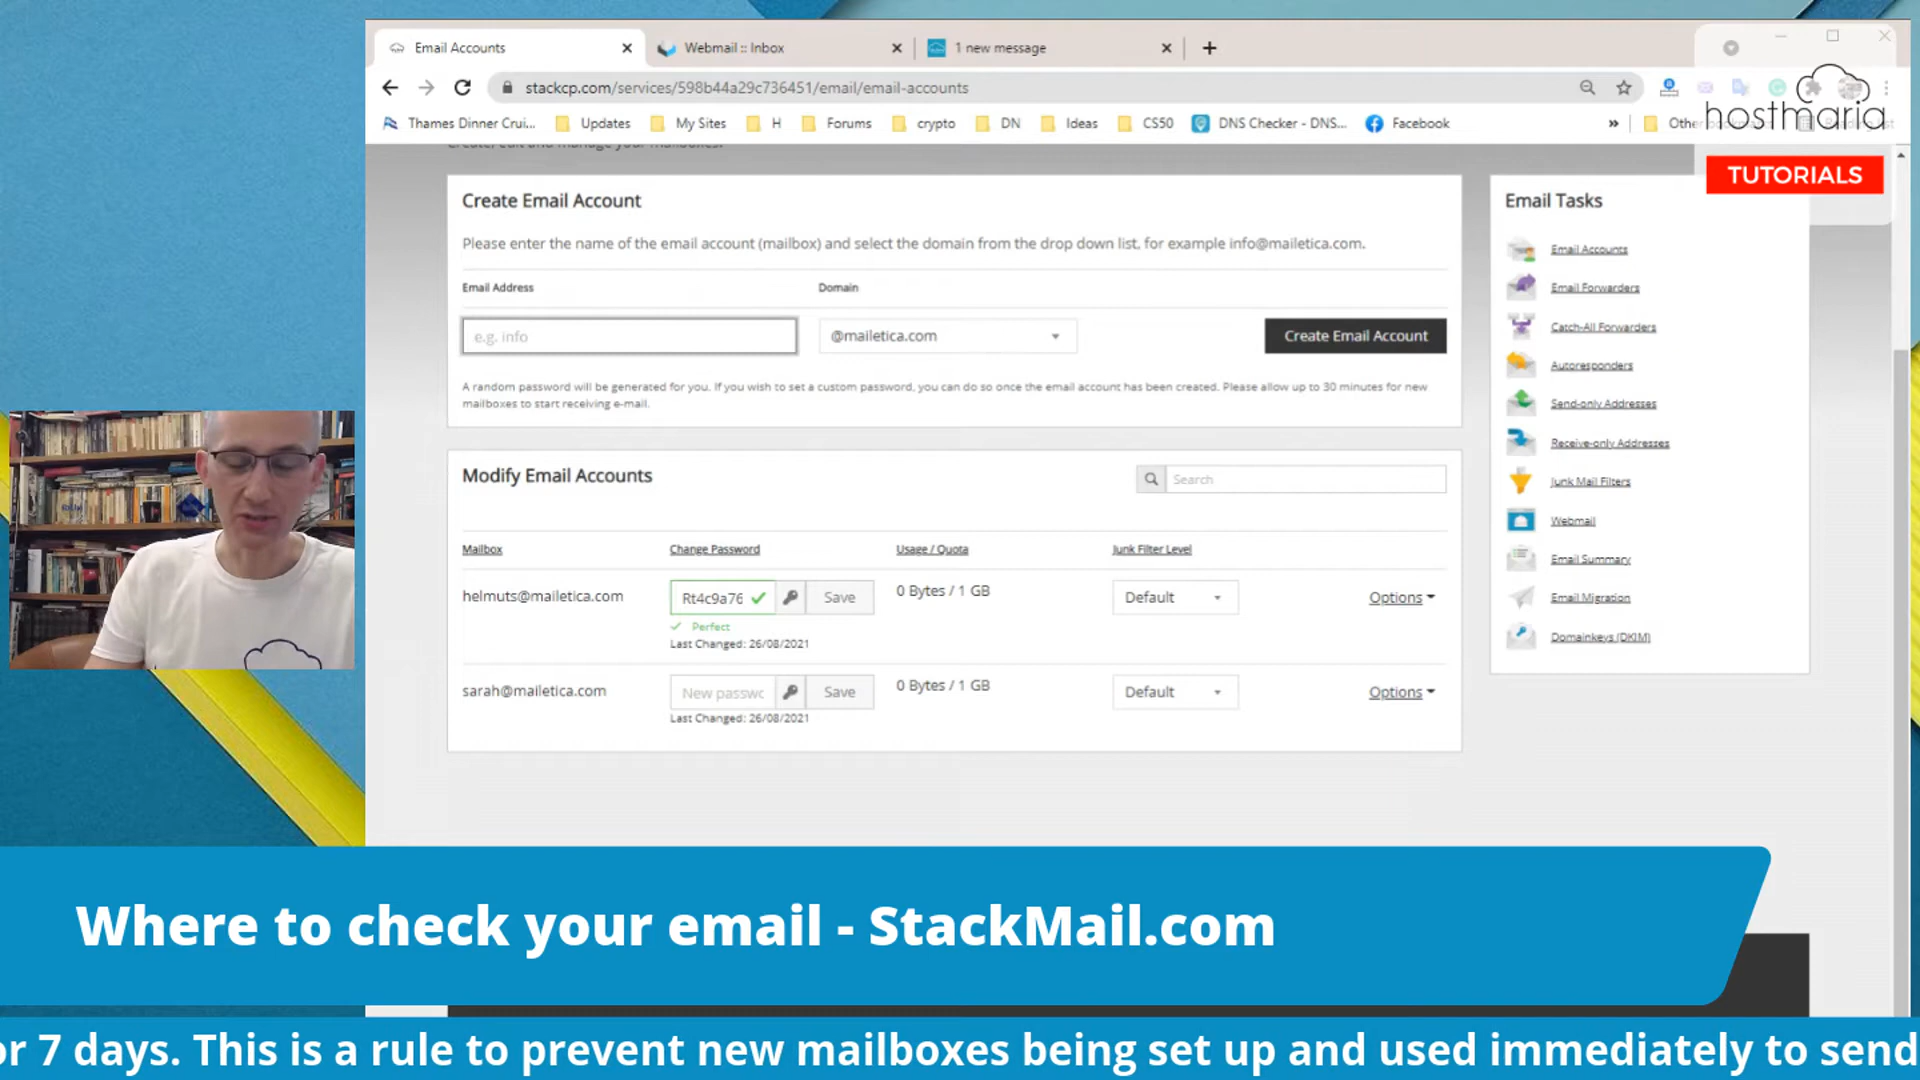 Email Accounts
Webmail :: Inbox
1 new message
stackcp.com/services/598b44a29c736451/email/email-accounts
Thames Dinner Crui...
Updates
My Sites
H
Forums
crypto
DN
Ideas
CS50
DNS Checker - DNS...
Facebook
»
hostmaria
TUTORIALS
Create, edit and manage your mailboxes.
Create Email Account
Please enter the name of the email account (mailbox) and select the domain from the drop down list, for example info@mailetica.com.
Email Address
Domain
e.g. info
@mailetica.com
Create Email Account
A random password will be generated for you. If you wish to set a custom password, you can do so once the email account has been created. Please allow up to 30 minutes for new
mailboxes to start receiving e-mail.
Modify Email Accounts
Search
Mailbox
Change Password
Usage / Quota
Junk Filter Level
helmuts@mailetica.com
Rt4c9a76
Save
0 Bytes / 1 GB
Default
Options
Perfect
Last Changed: 26/08/2021
sarah@mailetica.com
New passwc
Save
0 Bytes / 1 GB
Default
Options
Last Changed: 26/08/2021
Email Tasks
Email Accounts
Email Forwarders
Catch-All Forwarders
Autoresponders
Send-only Addresses
Receive-only Addresses
Junk Mail Filters
Webmail
Email Summary
Email Migration
Domainkeys (DKIM)
Where to check your email - StackMail.com
or 7 days. This is a rule to prevent new mailboxes being set up and used immediately to send